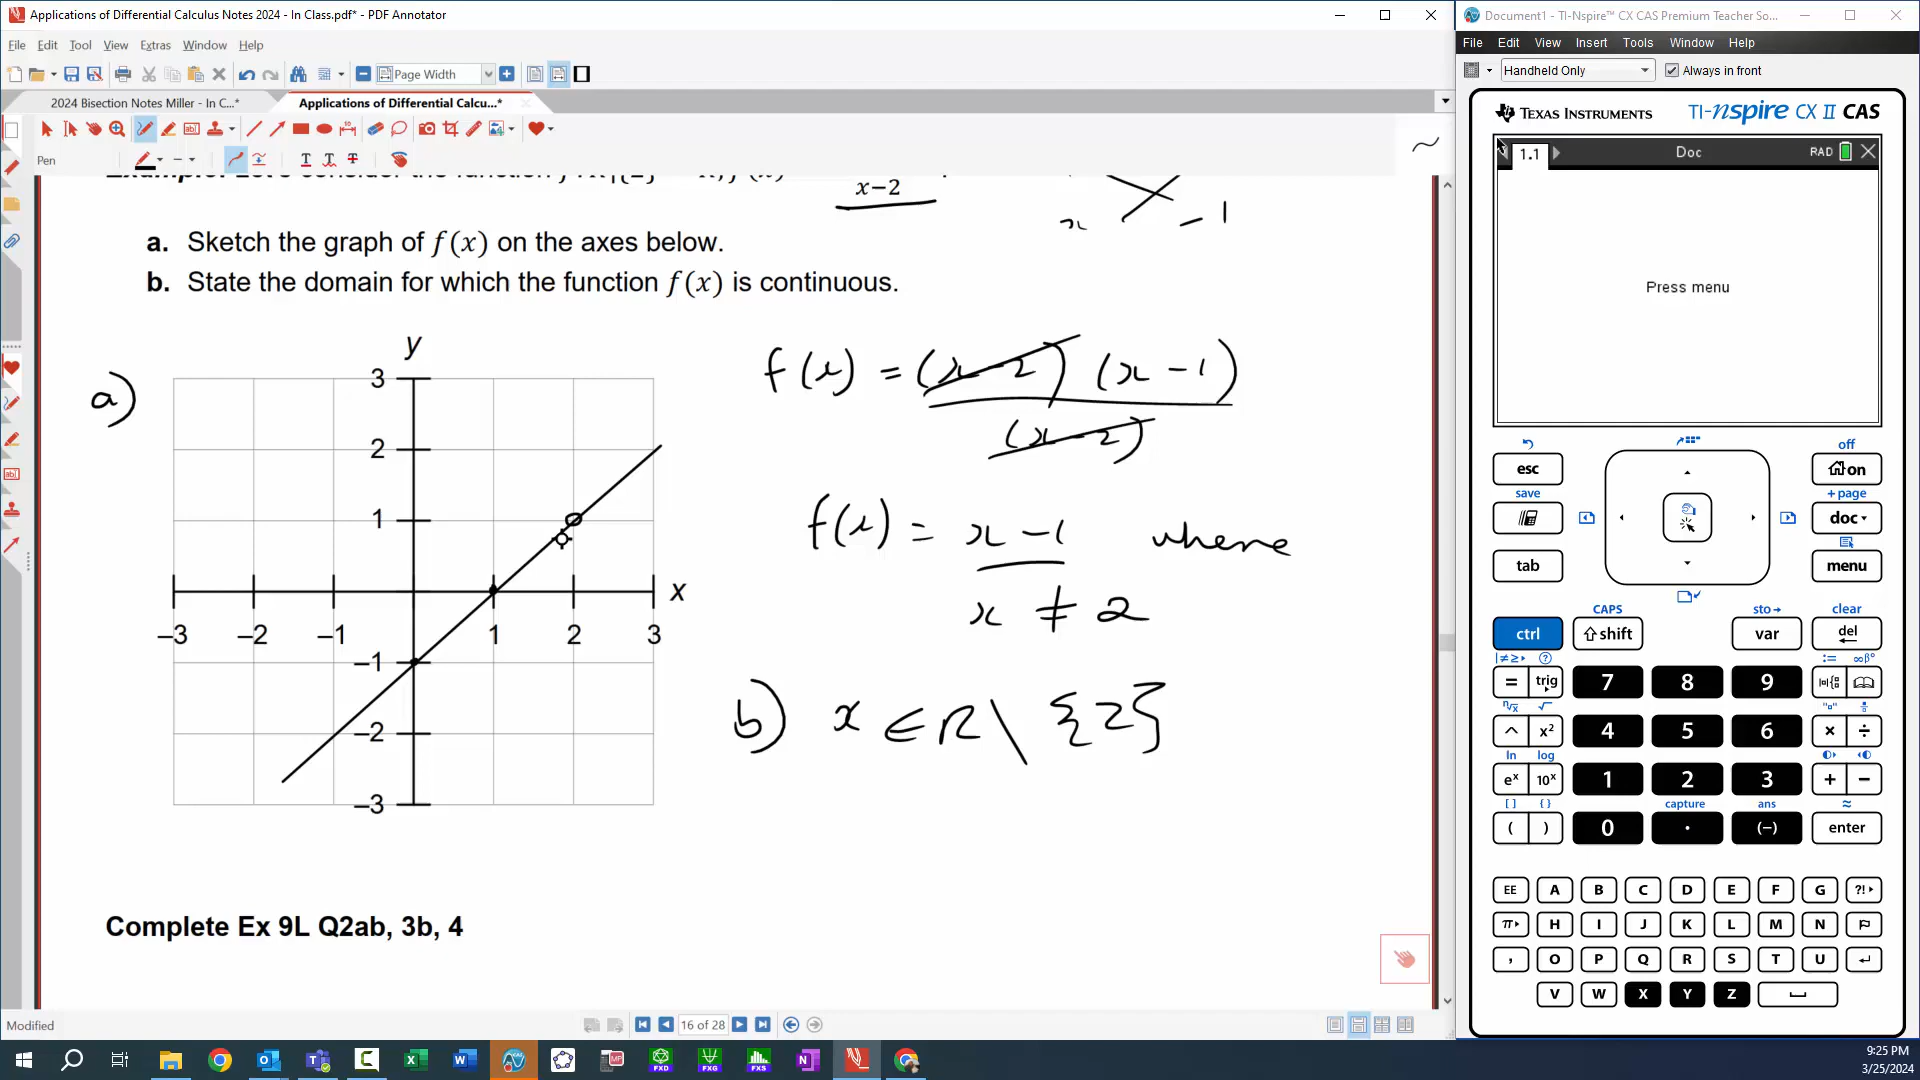 Applications of Differential Calculus Notes 2024 - In Class.pdf* - PDF Annotator
File Edit Tool View Extras Window Help
Page Width
2024 Bisection Notes Miller - In C...*
Applications of Differential Calcu...*
Pen
x−2
x
−1
a. Sketch the graph of f(x) on the axes below.
b. State the domain for which the function f(x) is continuous.
a)
y
3
2
1
x
−3 −2 −1 1 2 3
−1
−2
−3
f(x) = (x−2)(x−1)
(x−2)
f(x) = x−1 where
x ≠ 2
b) x ∈ R\{2}
Complete Ex 9L Q2ab, 3b, 4
Modified
16 of 28
Document1 - TI-Nspire™ CX CAS Premium Teacher So...
File Edit View Insert Tools Window Help
Handheld Only
Always in front
TEXAS INSTRUMENTS
TI-nspire CX II CAS
1.1
Doc
RAD
Press menu
off
esc
on
save
+ page
doc
tab
menu
CAPS
sto→
clear
ctrl
shift
var
del
|≠≥▸
:=
∞β°
=
trig
7
8
9
ⁿ√x
√
"▫"
^
x²
4
5
6
×
÷
ln
log
eˣ
10ˣ
1
2
3
+
−
[ ]
{ }
capture
ans
≈
(
)
0
.
(−)
enter
EE
A
B
C
D
E
F
G
?!▸
π▸
H
I
J
K
L
M
N
,
O
P
Q
R
S
T
U
V
W
X
Y
Z
FXD
FXG
FXS
9:25 PM
3/25/2024